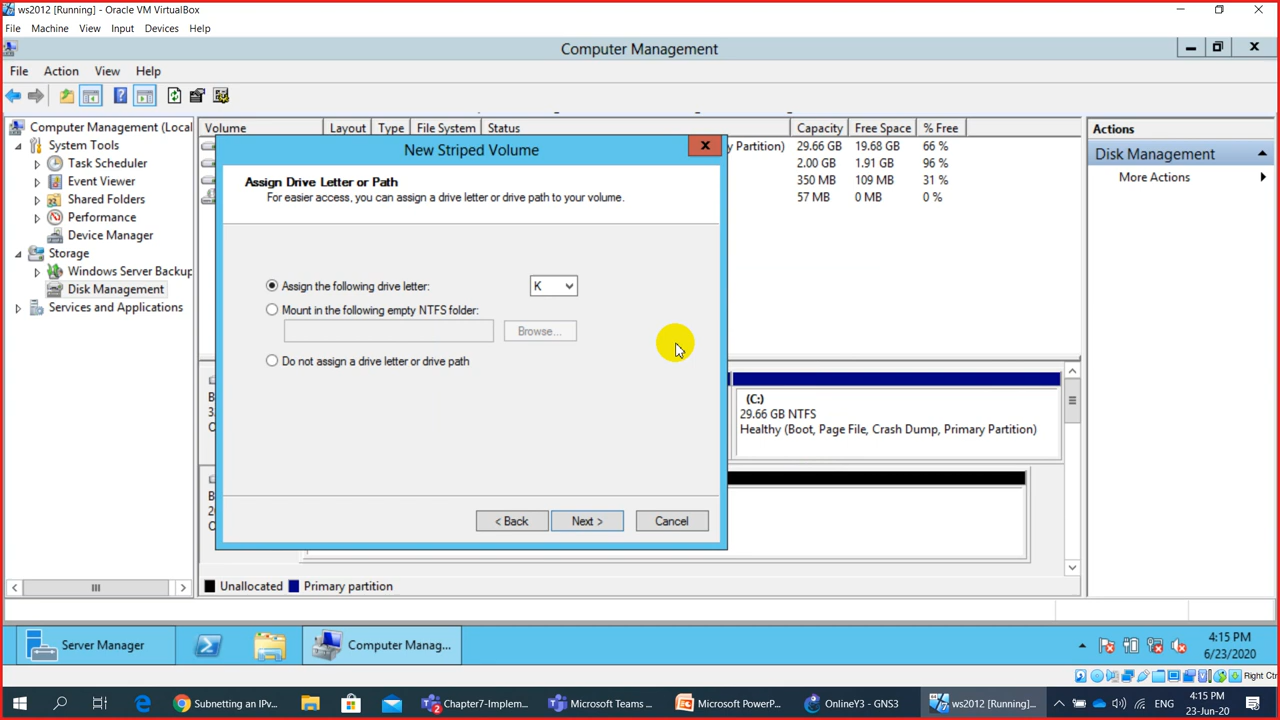 ws2012 [Running] - Oracle VM VirtualBox
File Machine View Input Devices Help
Computer Management
File Action View Help
Computer Management (Local
System Tools
Task Scheduler
Event Viewer
Shared Folders
Performance
Device Manager
Storage
Windows Server Backup
Disk Management
Services and Applications
Volume Layout Type File System Status Capacity Free Space % Free
y Partition) 29.66 GB 19.68 GB 66 %
2.00 GB 1.91 GB 96 %
350 MB 109 MB 31 %
57 MB 0 MB 0 %
New Striped Volume
Assign Drive Letter or Path
For easier access, you can assign a drive letter or drive path to your volume.
Assign the following drive letter: K
Mount in the following empty NTFS folder:
Browse...
Do not assign a drive letter or drive path
< Back Next > Cancel
(C:)
29.66 GB NTFS
Healthy (Boot, Page File, Crash Dump, Primary Partition)
Unallocated Primary partition
Actions
Disk Management
More Actions
Server Manager Computer Manag...
4:15 PM
6/23/2020
Right Ctr
Subnetting an IPv... Chapter7-Implem... Microsoft Teams ... Microsoft PowerP... OnlineY3 - GNS3 ws2012 [Running]... ENG
4:15 PM
23-Jun-20